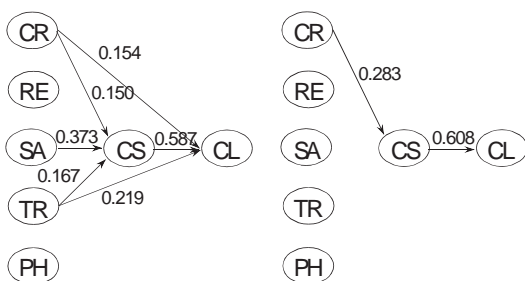 CR
0.154
0.150
RE
SA
0.373
CS
0.587
CL
0.167
0.219
TR
PH
CR
0.283
RE
SA
CS
0.608
CL
TR
PH